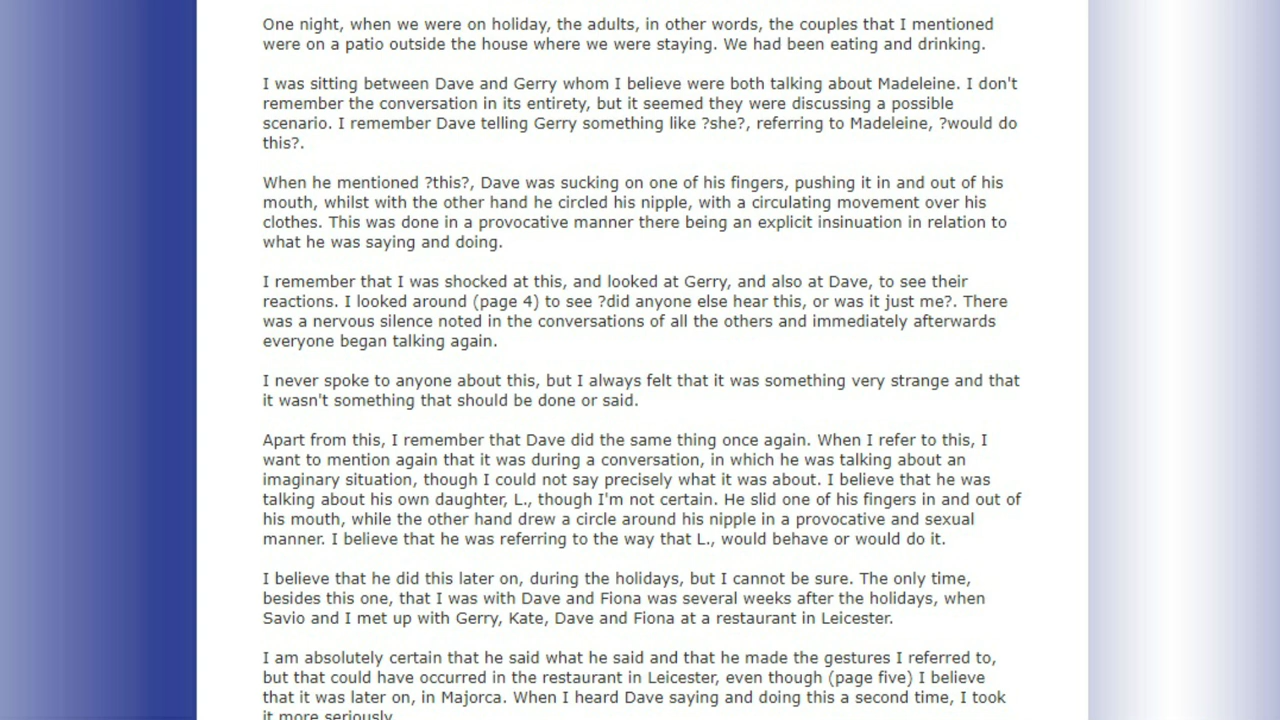 One night, when we were on holiday, the adults, in other words, the couples that I mentioned
were on a patio outside the house where we were staying. We had been eating and drinking.
I was sitting between Dave and Gerry whom I believe were both talking about Madeleine. I don't
remember the conversation in its entirety, but it seemed they were discussing a possible
scenario. I remember Dave telling Gerry something like ?she?, referring to Madeleine, ?would do
this?.
When he mentioned ?this?, Dave was sucking on one of his fingers, pushing it in and out of his
mouth, whilst with the other hand he circled his nipple, with a circulating movement over his
clothes. This was done in a provocative manner there being an explicit insinuation in relation to
what he was saying and doing.
I remember that I was shocked at this, and looked at Gerry, and also at Dave, to see their
reactions. I looked around (page 4) to see ?did anyone else hear this, or was it just me?. There
was a nervous silence noted in the conversations of all the others and immediately afterwards
everyone began talking again.
I never spoke to anyone about this, but I always felt that it was something very strange and that
it wasn't something that should be done or said.
Apart from this, I remember that Dave did the same thing once again. When I refer to this, I
want to mention again that it was during a conversation, in which he was talking about an
imaginary situation, though I could not say precisely what it was about. I believe that he was
talking about his own daughter, L., though I'm not certain. He slid one of his fingers in and out of
his mouth, while the other hand drew a circle around his nipple in a provocative and sexual
manner. I believe that he was referring to the way that L., would behave or would do it.
I believe that he did this later on, during the holidays, but I cannot be sure. The only time,
besides this one, that I was with Dave and Fiona was several weeks after the holidays, when
Savio and I met up with Gerry, Kate, Dave and Fiona at a restaurant in Leicester.
I am absolutely certain that he said what he said and that he made the gestures I referred to,
but that could have occurred in the restaurant in Leicester, even though (page five) I believe
that it was later on, in Majorca. When I heard Dave saying and doing this a second time, I took
it more seriously.